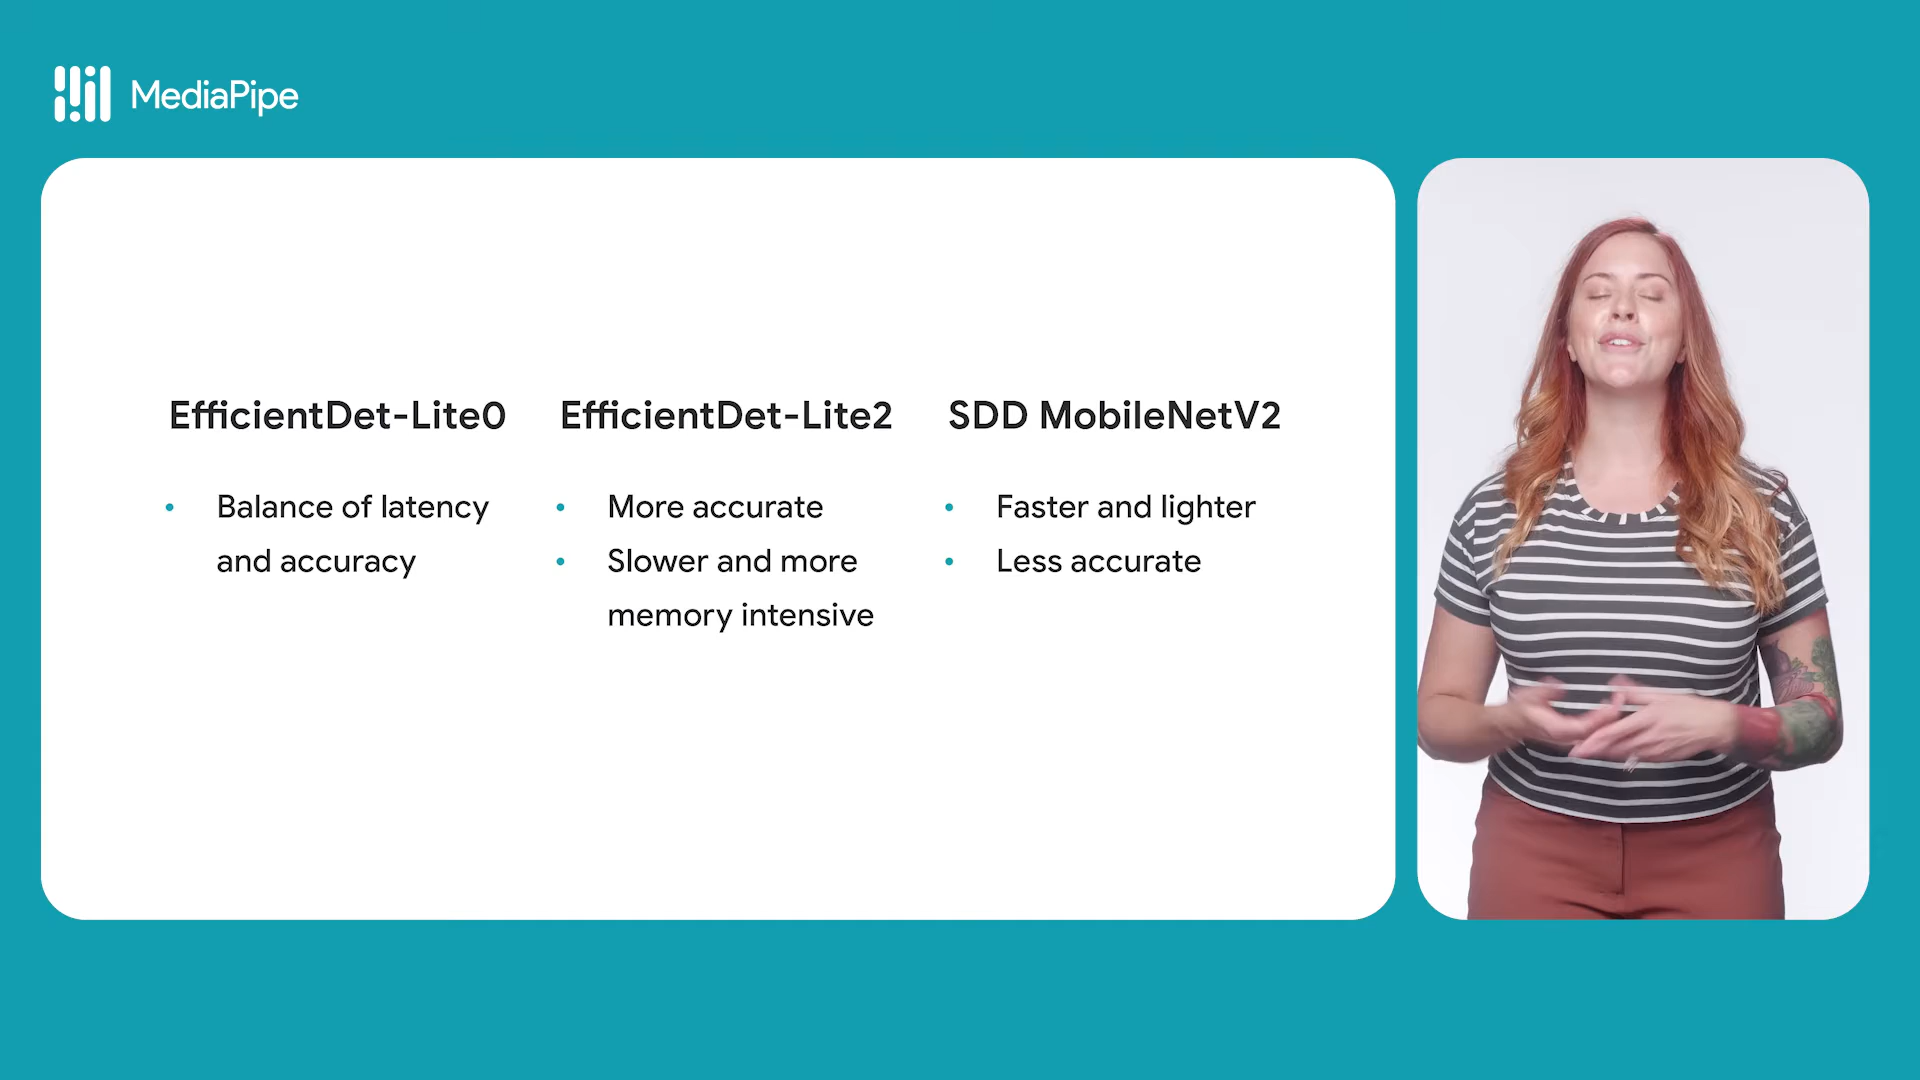 MediaPipe
EfficientDet-Lite0
• Balance of latency
and accuracy
EfficientDet-Lite2
• More accurate
• Slower and more
memory intensive
SDD MobileNetV2
• Faster and lighter
• Less accurate